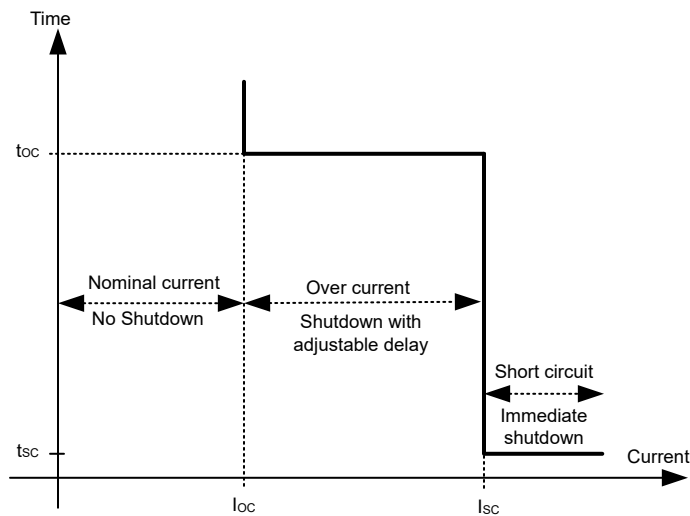 Time
tOC
Nominal current
No Shutdown
Over current
Shutdown with
adjustable delay
Short circuit
Immediate
shutdown
tSC
Current
IOC
ISC